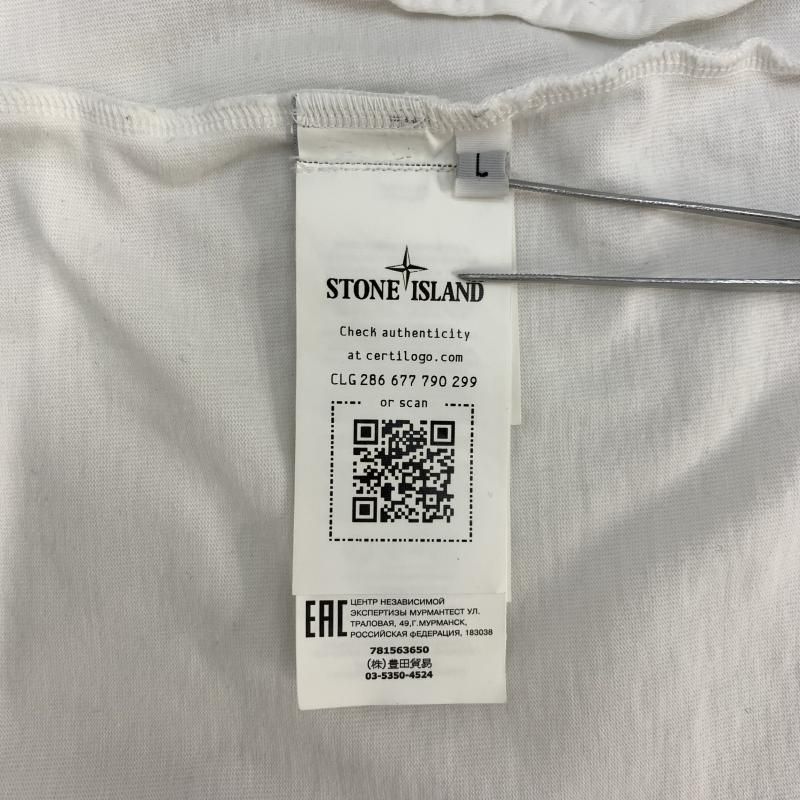 L
STONE ISLAND
Check authenticity
at certilogo.com
CLG 286 677 790 299
or scan
EAC
ЦЕНТР НЕЗАВИСИМОЙ
ЭКСПЕРТИЗЫ МУРМАНТЕСТ УЛ.
ТРАЛОВАЯ, 49,Г.МУРМАНСК,
РОССИЙСКАЯ ФЕДЕРАЦИЯ, 183038
781563650
(株)豊田貿易
03-5350-4524